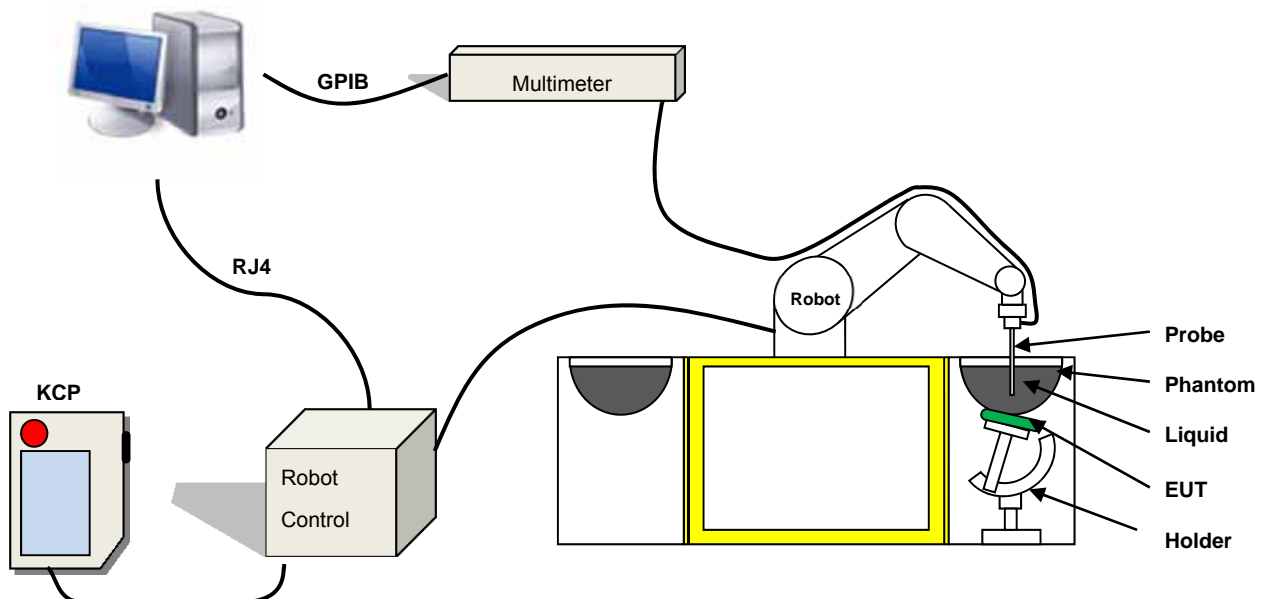 GPIB
Multimeter
RJ4
Robot
Probe
Phantom
KCP
Liquid
Robot
Control
EUT
Holder